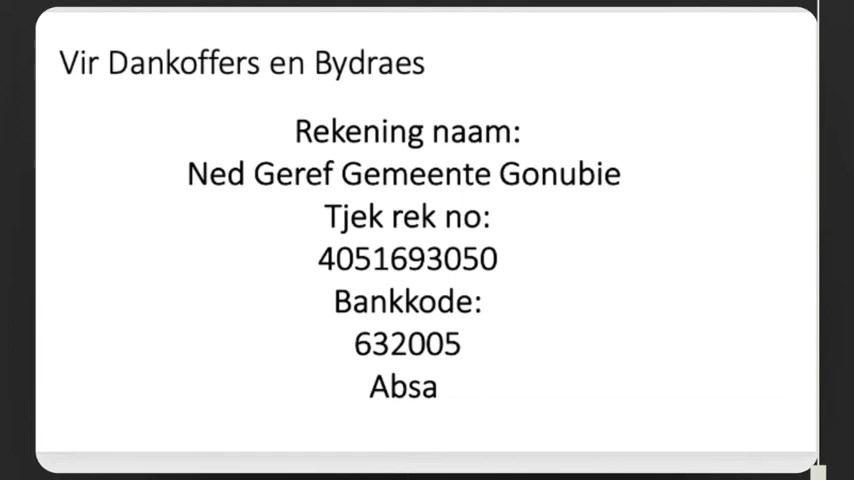 Vir Dankoffers en Bydraes
Rekening naam:
Ned Geref Gemeente Gonubie
Tjek rek no:
4051693050
Bankkode:
632005
Absa